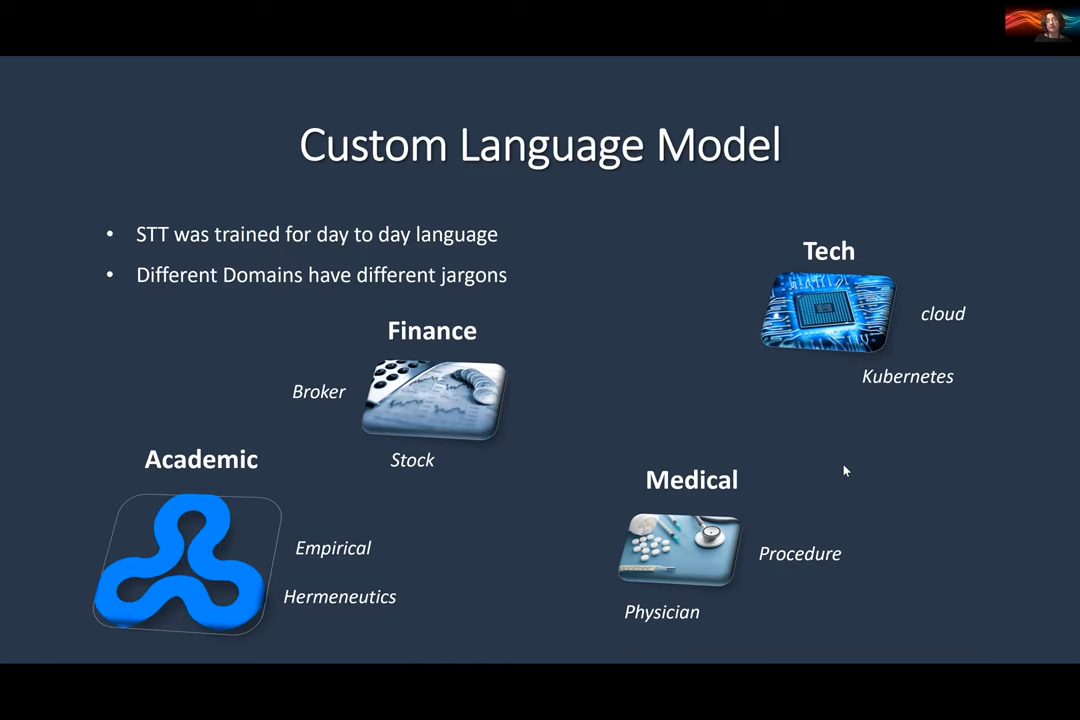 Custom Language Model
• STT was trained for day to day language
• Different Domains have different jargons
Tech
cloud
Kubernetes
Finance
Broker
Stock
Academic
Empirical
Hermeneutics
Medical
Procedure
Physician